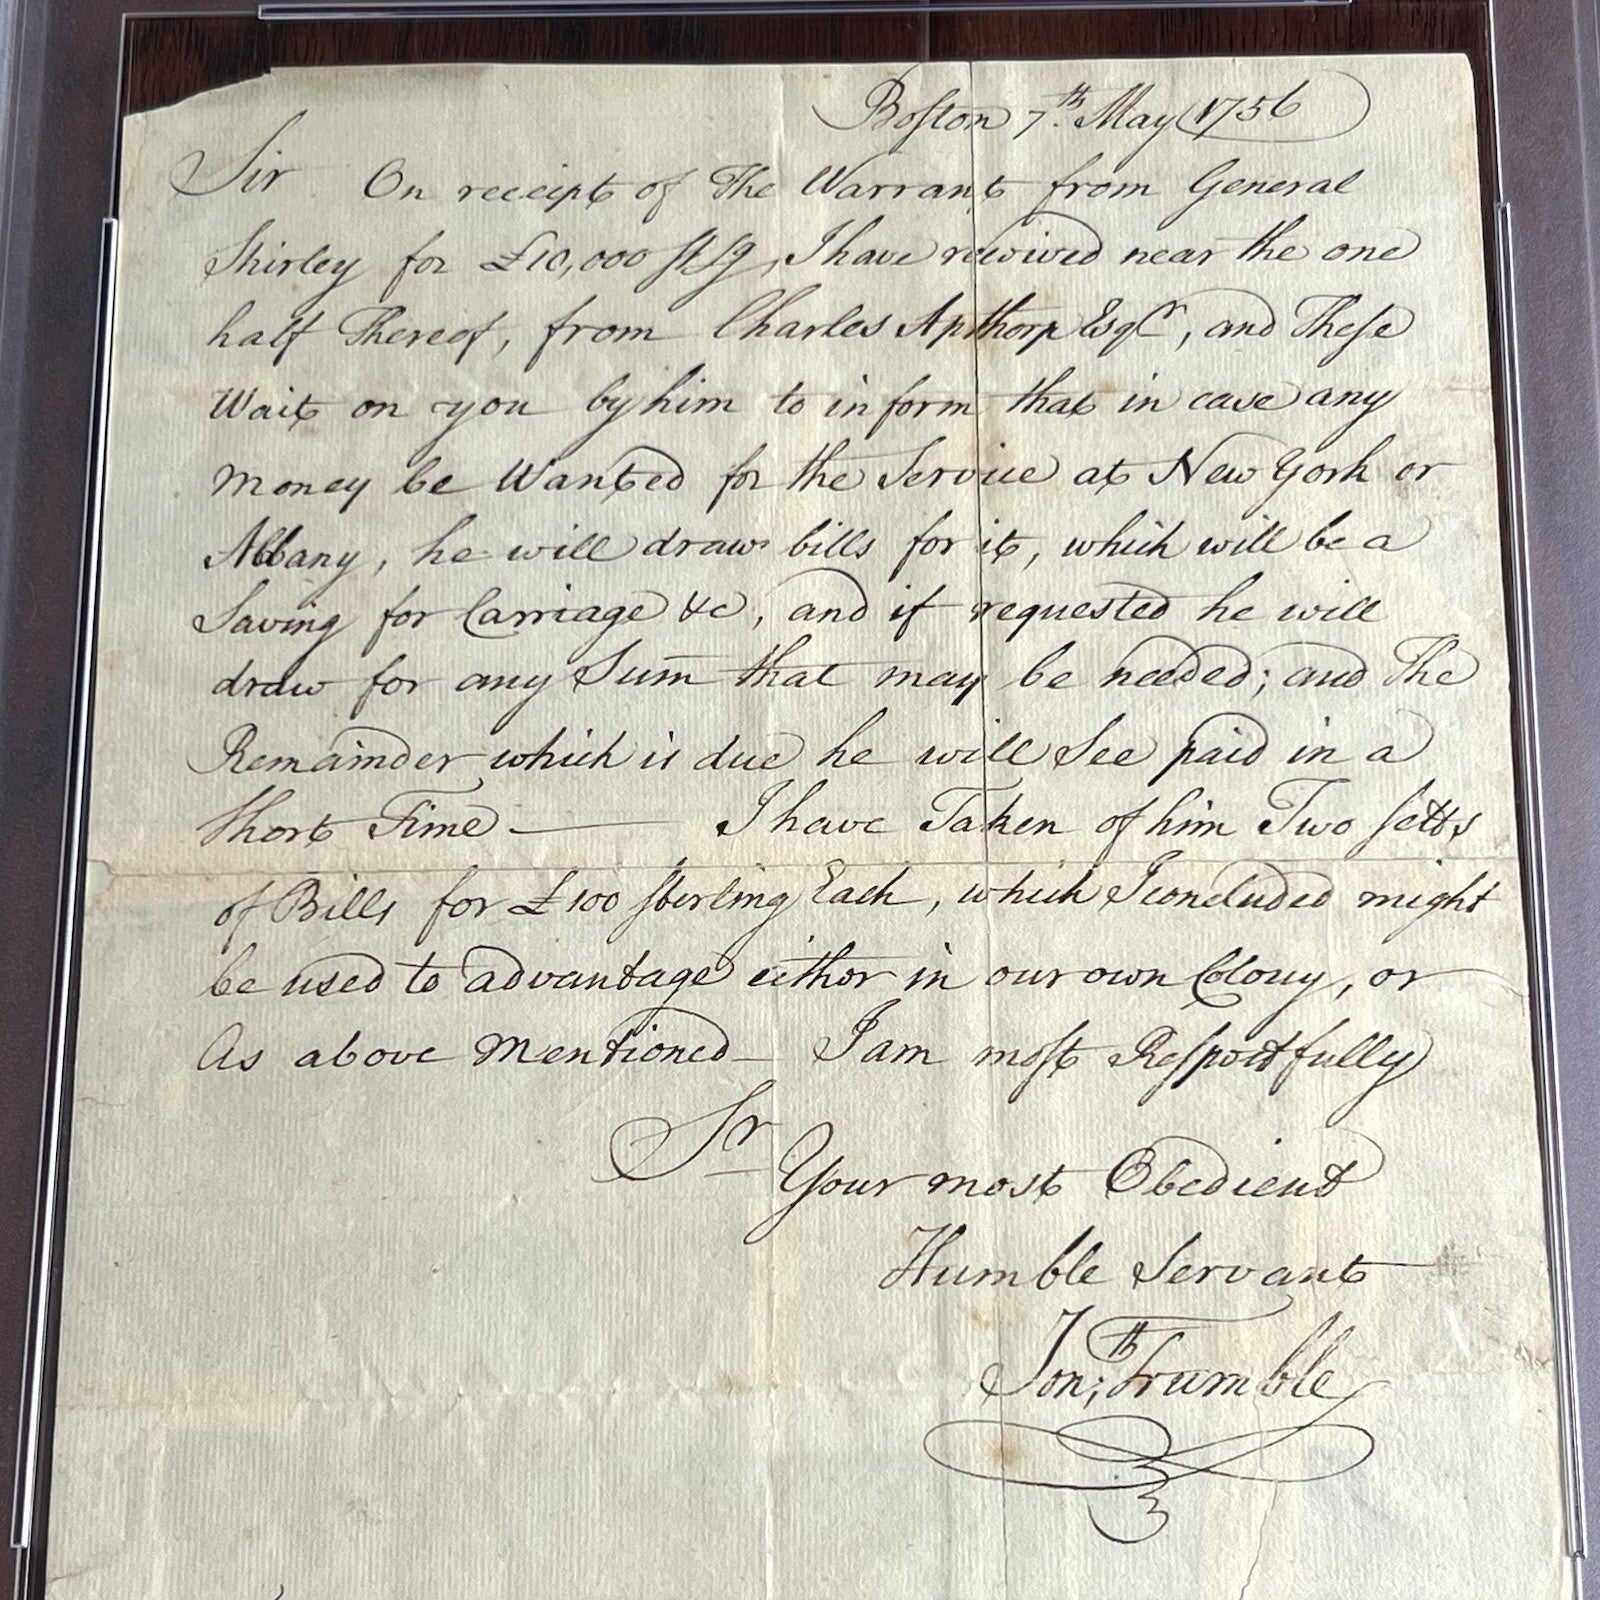 Boston 7.th May 1756
Sir On receipt of The Warrant from General
Shirley for £10,000 Stg, I have received near the one
half Thereof, from Charles Apthorp Esqr, and These
Wait on you by him to inform that in case any
money be Wanted for the Service at New York or
Albany, he will draw bills for it, which will be a
Saving for Carriage &c, and if requested he will
draw for any Sum that may be needed; and The
Remainder which is due he will See paid in a
Short Time — I have Taken of him Two setts
of Bills for £100 sterling Each, which I concluded might
be used to advantage either in our own Colony, or
As above mentioned — I am most Respectfully
Sr
Your most Obedient
Humble Servant
Jonth; Trumble